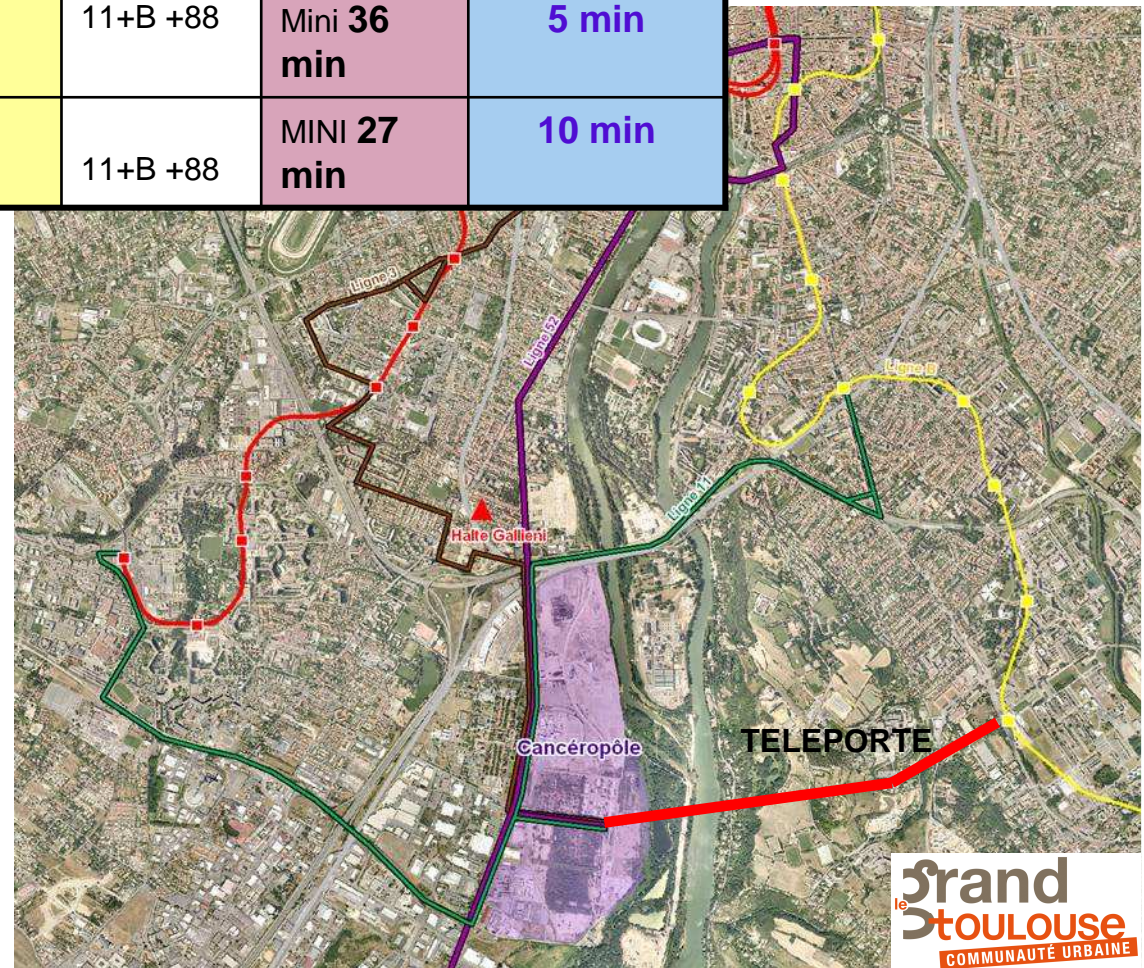 11+B +88
Mini 36
min
5 min
11+B +88
MINI 27
min
10 min
Ligne 3
Ligne 52
Ligne B
Ligne 11
Halte Gallieni
Cancéropôle
TELEPORTE
le Grand
toulouse
COMMUNAUTÉ URBAINE